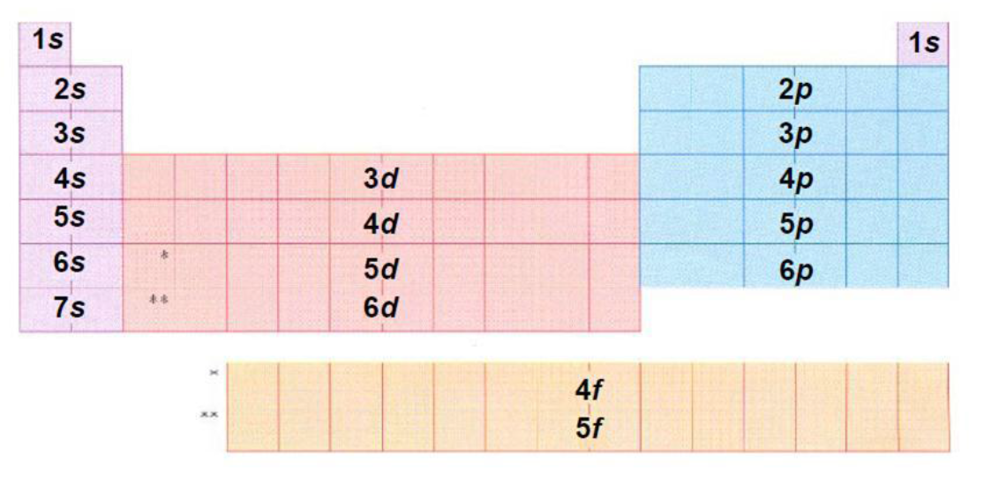 1s 1s
2s 2p
3s 3p
4s 3d 4p
5s 4d 5p
6s * 5d 6p
7s ** 6d
* 4f
** 5f